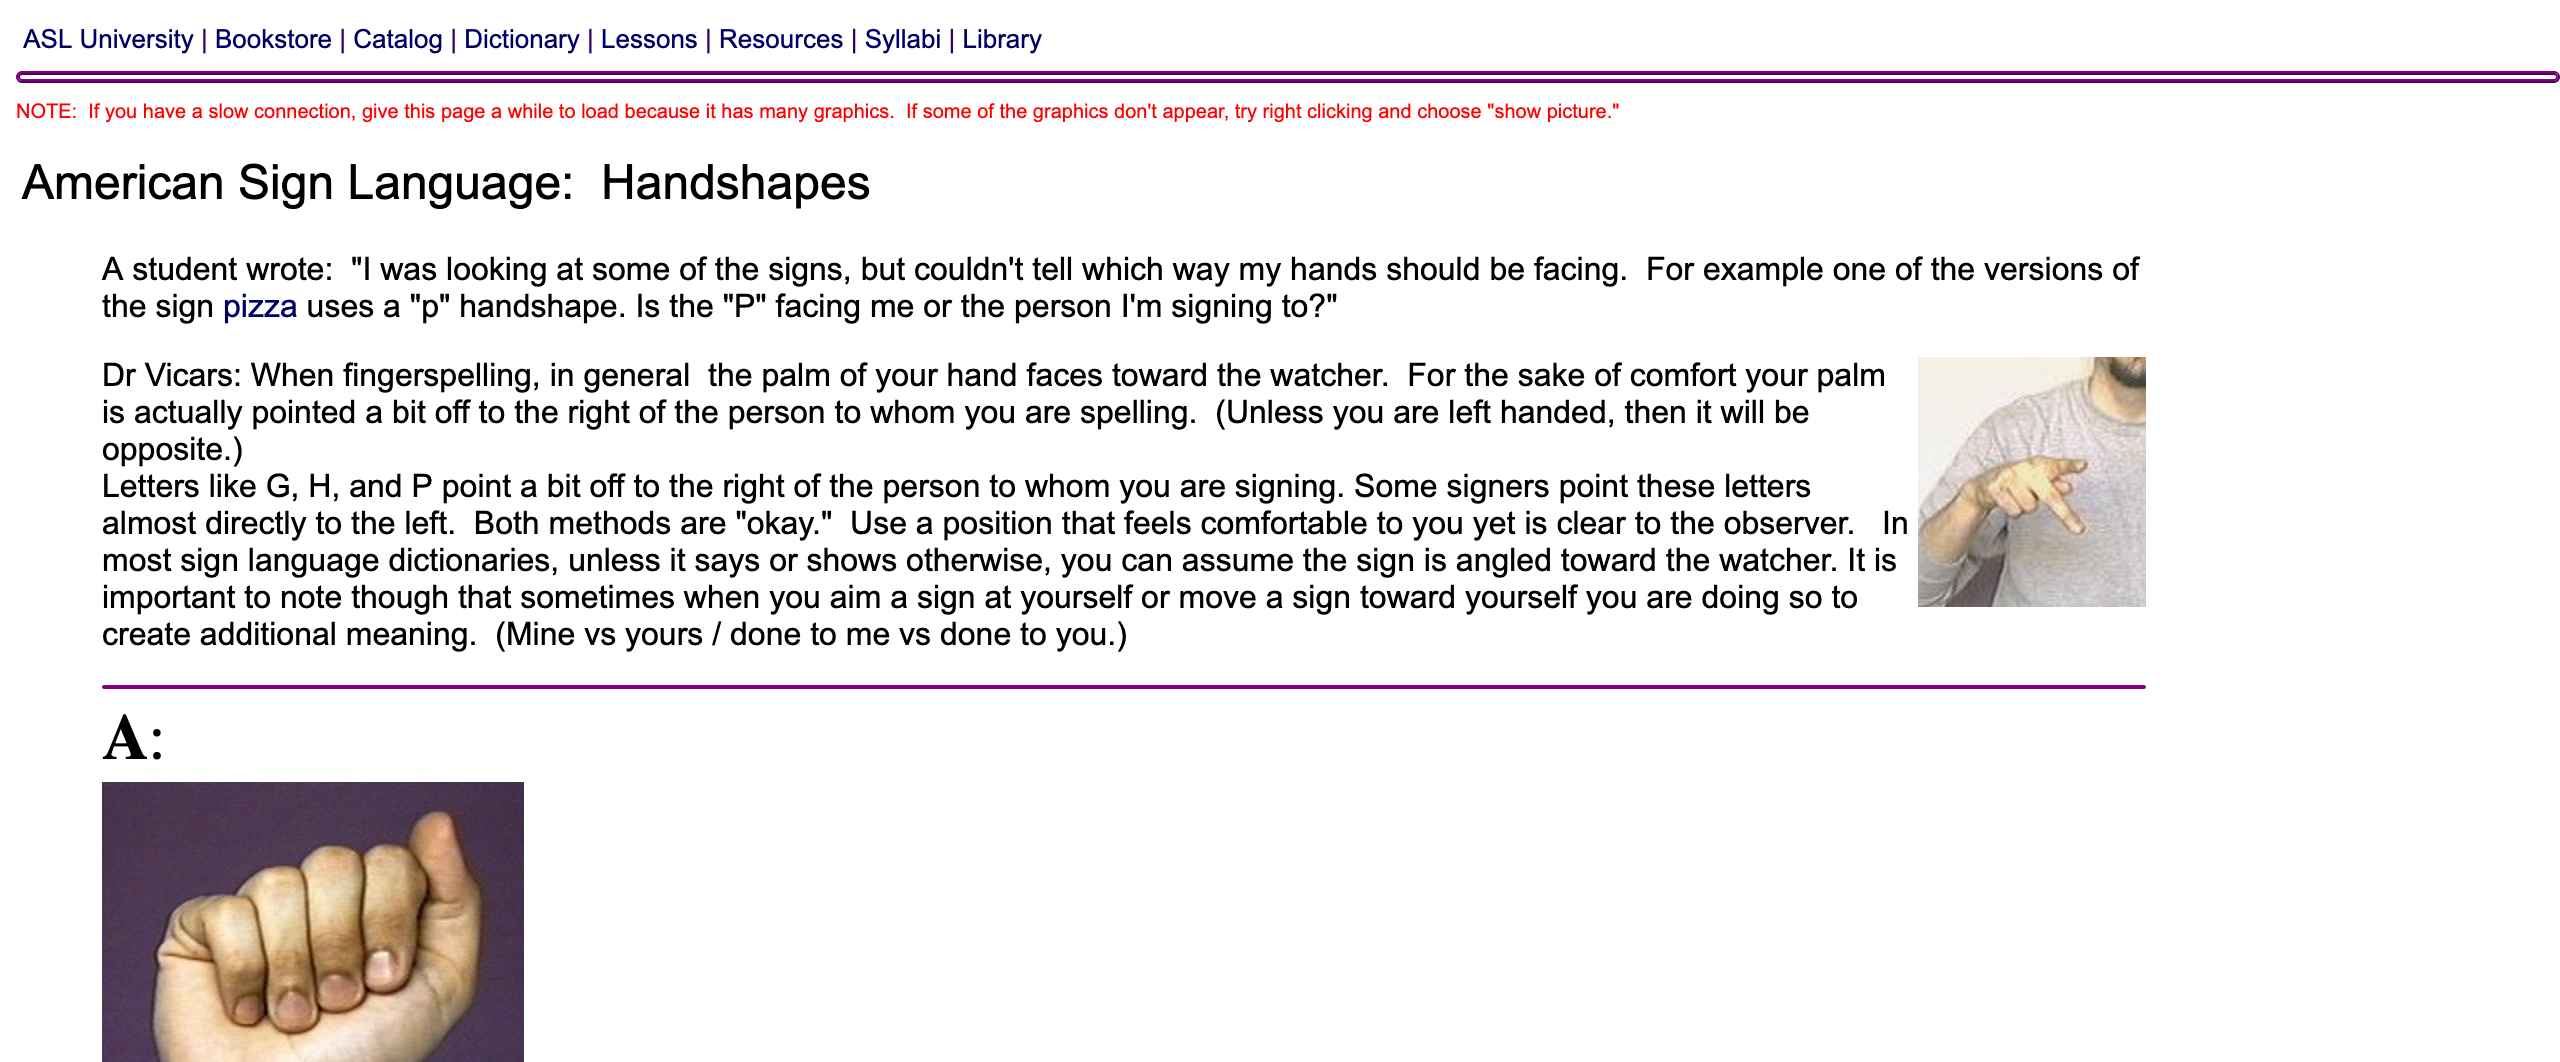 ASL University | Bookstore | Catalog | Dictionary | Lessons | Resources | Syllabi | Library
NOTE:  If you have a slow connection, give this page a while to load because it has many graphics.  If some of the graphics don't appear, try right clicking and choose "show picture."
American Sign Language:  Handshapes
A student wrote:  "I was looking at some of the signs, but couldn't tell which way my hands should be facing.  For example one of the versions of
the sign pizza uses a "p" handshape. Is the "P" facing me or the person I'm signing to?"
Dr Vicars: When fingerspelling, in general  the palm of your hand faces toward the watcher.  For the sake of comfort your palm
is actually pointed a bit off to the right of the person to whom you are spelling.  (Unless you are left handed, then it will be
opposite.)
Letters like G, H, and P point a bit off to the right of the person to whom you are signing. Some signers point these letters
almost directly to the left.  Both methods are "okay."  Use a position that feels comfortable to you yet is clear to the observer.   In
most sign language dictionaries, unless it says or shows otherwise, you can assume the sign is angled toward the watcher. It is
important to note though that sometimes when you aim a sign at yourself or move a sign toward yourself you are doing so to
create additional meaning.  (Mine vs yours / done to me vs done to you.)
A: